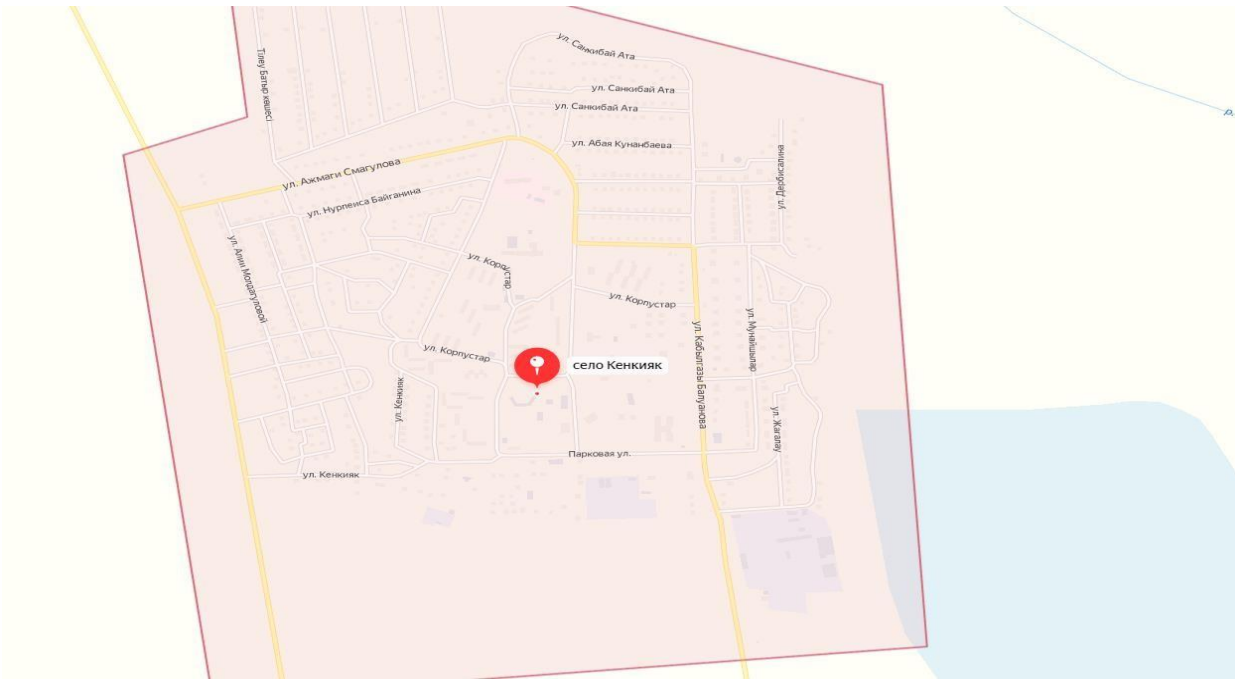 ул. Санкибай Ата
Тілеу Батыр көшесі
ул. Санкибай Ата
ул. Санкибай Ата
р.
ул. Абая Кунанбаева
ул. Ажмаги Смагулова
ул. Дербисалина
ул. Нурпеиса Байганина
ул. Алии Молдагуловой
ул. Корпустар
ул. Корпустар
ул. Мунайшылар
ул. Кабылгазы Балуанова
ул. Корпустар
село Кенкияк
ул. Кенкияк
ул. Жагалау
Парковая ул.
ул. Кенкияк